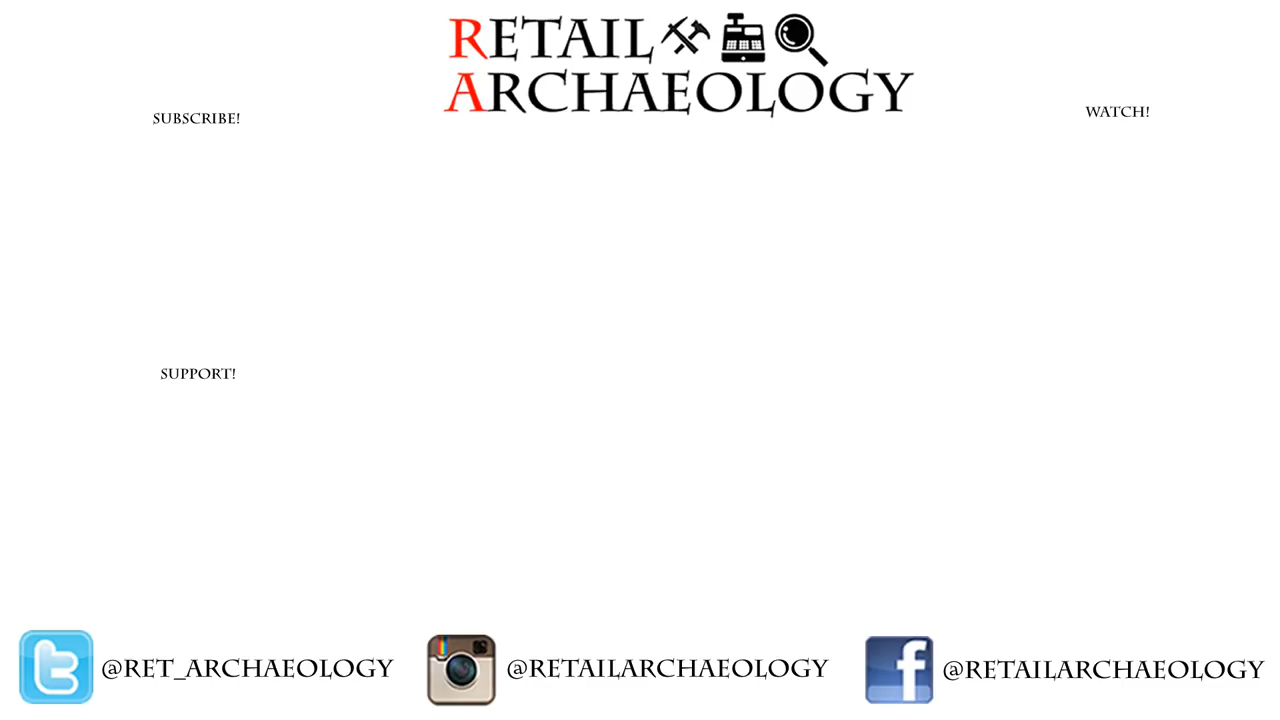 RETAIL
ARCHAEOLOGY
SUBSCRIBE!
WATCH!
SUPPORT!
@RET_ARCHAEOLOGY
@RETAILARCHAEOLOGY
@RETAILARCHAEOLOGY